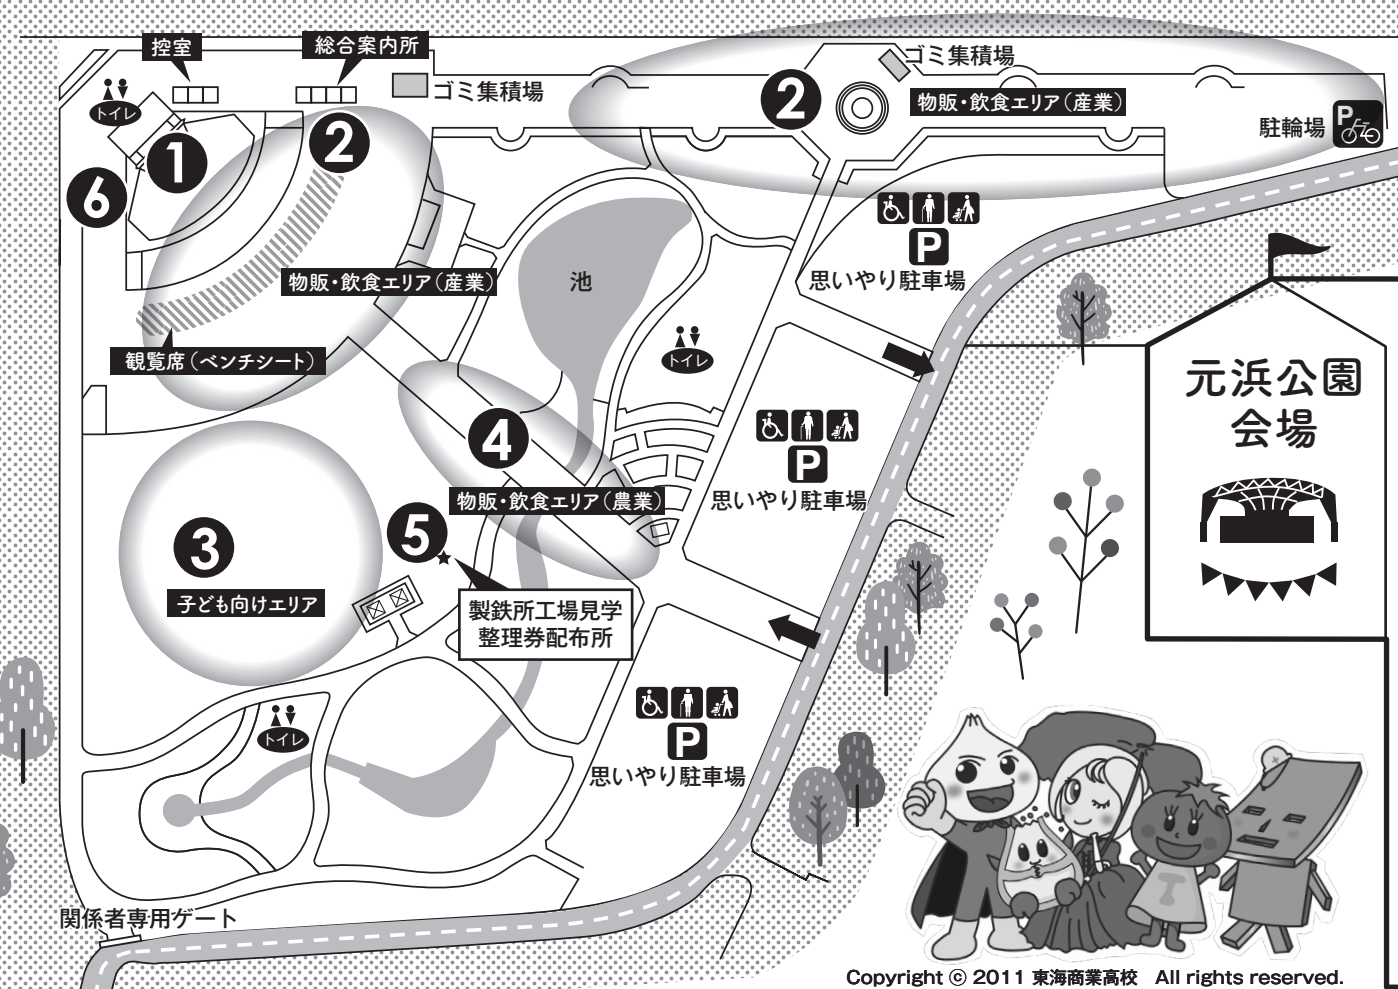 控室
総合案内所
ゴミ集積場
トイレ
1
2
6
物販・飲食エリア（産業）
観覧席（ベンチシート）
2
ゴミ集積場
物販・飲食エリア（産業）
駐輪場
P
P
思いやり駐車場
池
トイレ
元浜公園
会場
4
物販・飲食エリア（農業）
P
思いやり駐車場
3
子ども向けエリア
5
製鉄所工場見学
整理券配布所
P
思いやり駐車場
トイレ
関係者専用ゲート
T
Copyright © 2011 東海商業高校 All rights reserved.